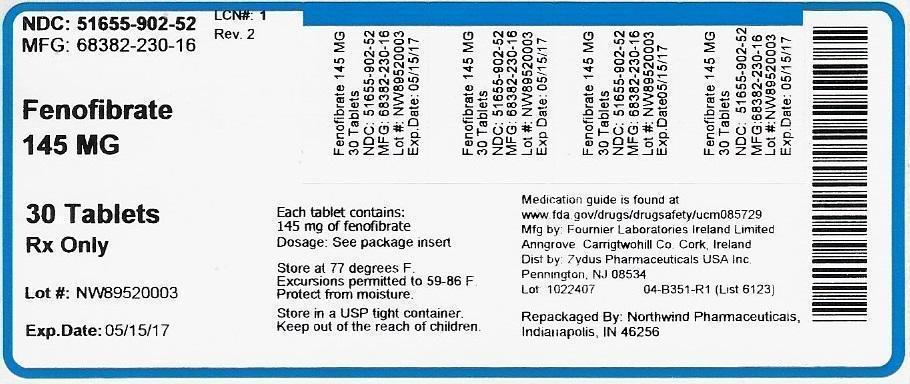 NDC: 51655-902-52
MFG: 68382-230-16
LCN#: 1
Rev. 2
Fenofibrate
145 MG
30 Tablets
Rx Only
Lot #: NW89520003
Exp.Date: 05/15/17
Fenofibrate 145 MG
30 Tablets
NDC: 51655-902-52
MFG: 68382-230-16
Lot #: NW89520003
Exp.Date: 05/15/17
Fenofibrate 145 MG
30 Tablets
NDC: 51655-902-52
MFG: 68382-230-16
Lot #: NW89520003
Exp.Date: 05/15/17
Fenofibrate 145 MG
30 Tablets
NDC: 51655-902-52
MFG: 68382-230-16
Lot #: NW89520003
Exp.Date05/15/17
Fenofibrate 145 MG
30 Tablets
NDC: 51655-902-52
MFG:68382-230-16
Lot #:NW89520003
Exp.Date: 05/15/17
Each tablet contains:
145 mg of fenofibrate
Dosage: See package insert
Store at 77 degrees F.
Excursions permitted to 59-86 F.
Protect from moisture.
Store in a USP tight container.
Keep out of the reach of children.
Medication guide is found at
www.fda.gov/drugs/drugsafety/ucm085729
Mfg by: Fournier Laboratories Ireland Limited
Anngrove. Carrigtwohill Co. Cork, Ireland
Dist by: Zydus Pharmaceuticals USA Inc.
Pennington, NJ 08534
Lot: 1022407 04-B351-R1 (List 6123)
Repackaged By: Northwind Pharmaceuticals,
Indianapolis, IN 46256